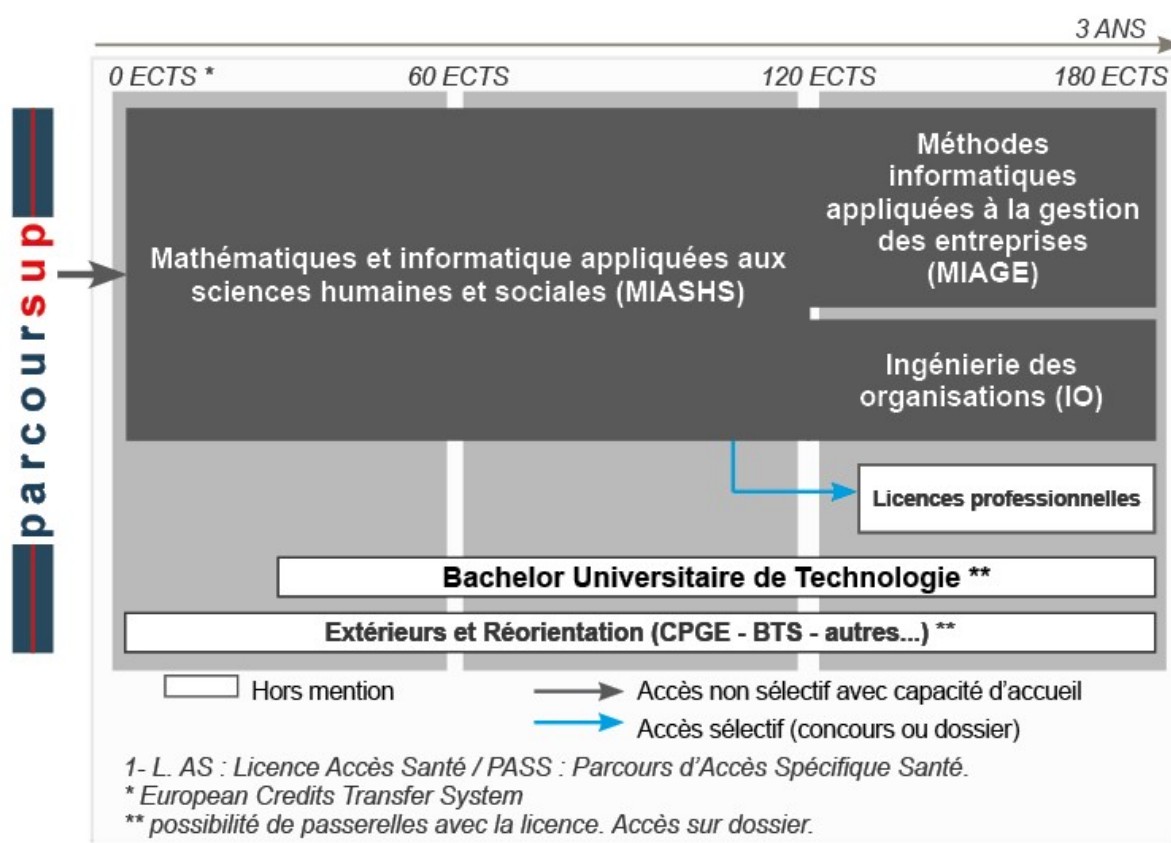 3 ANS
0 ECTS *
60 ECTS
120 ECTS
180 ECTS
parcoursup
Mathématiques et informatique appliquées aux
sciences humaines et sociales (MIASHS)
Méthodes
informatiques
appliquées à la gestion
des entreprises
(MIAGE)
Ingénierie des
organisations (IO)
Licences professionnelles
Bachelor Universitaire de Technologie **
Extérieurs et Réorientation (CPGE - BTS - autres...) **
Hors mention
Accès non sélectif avec capacité d'accueil
Accès sélectif (concours ou dossier)
1- L. AS : Licence Accès Santé / PASS : Parcours d'Accès Spécifique Santé.
* European Credits Transfer System
** possibilité de passerelles avec la licence. Accès sur dossier.